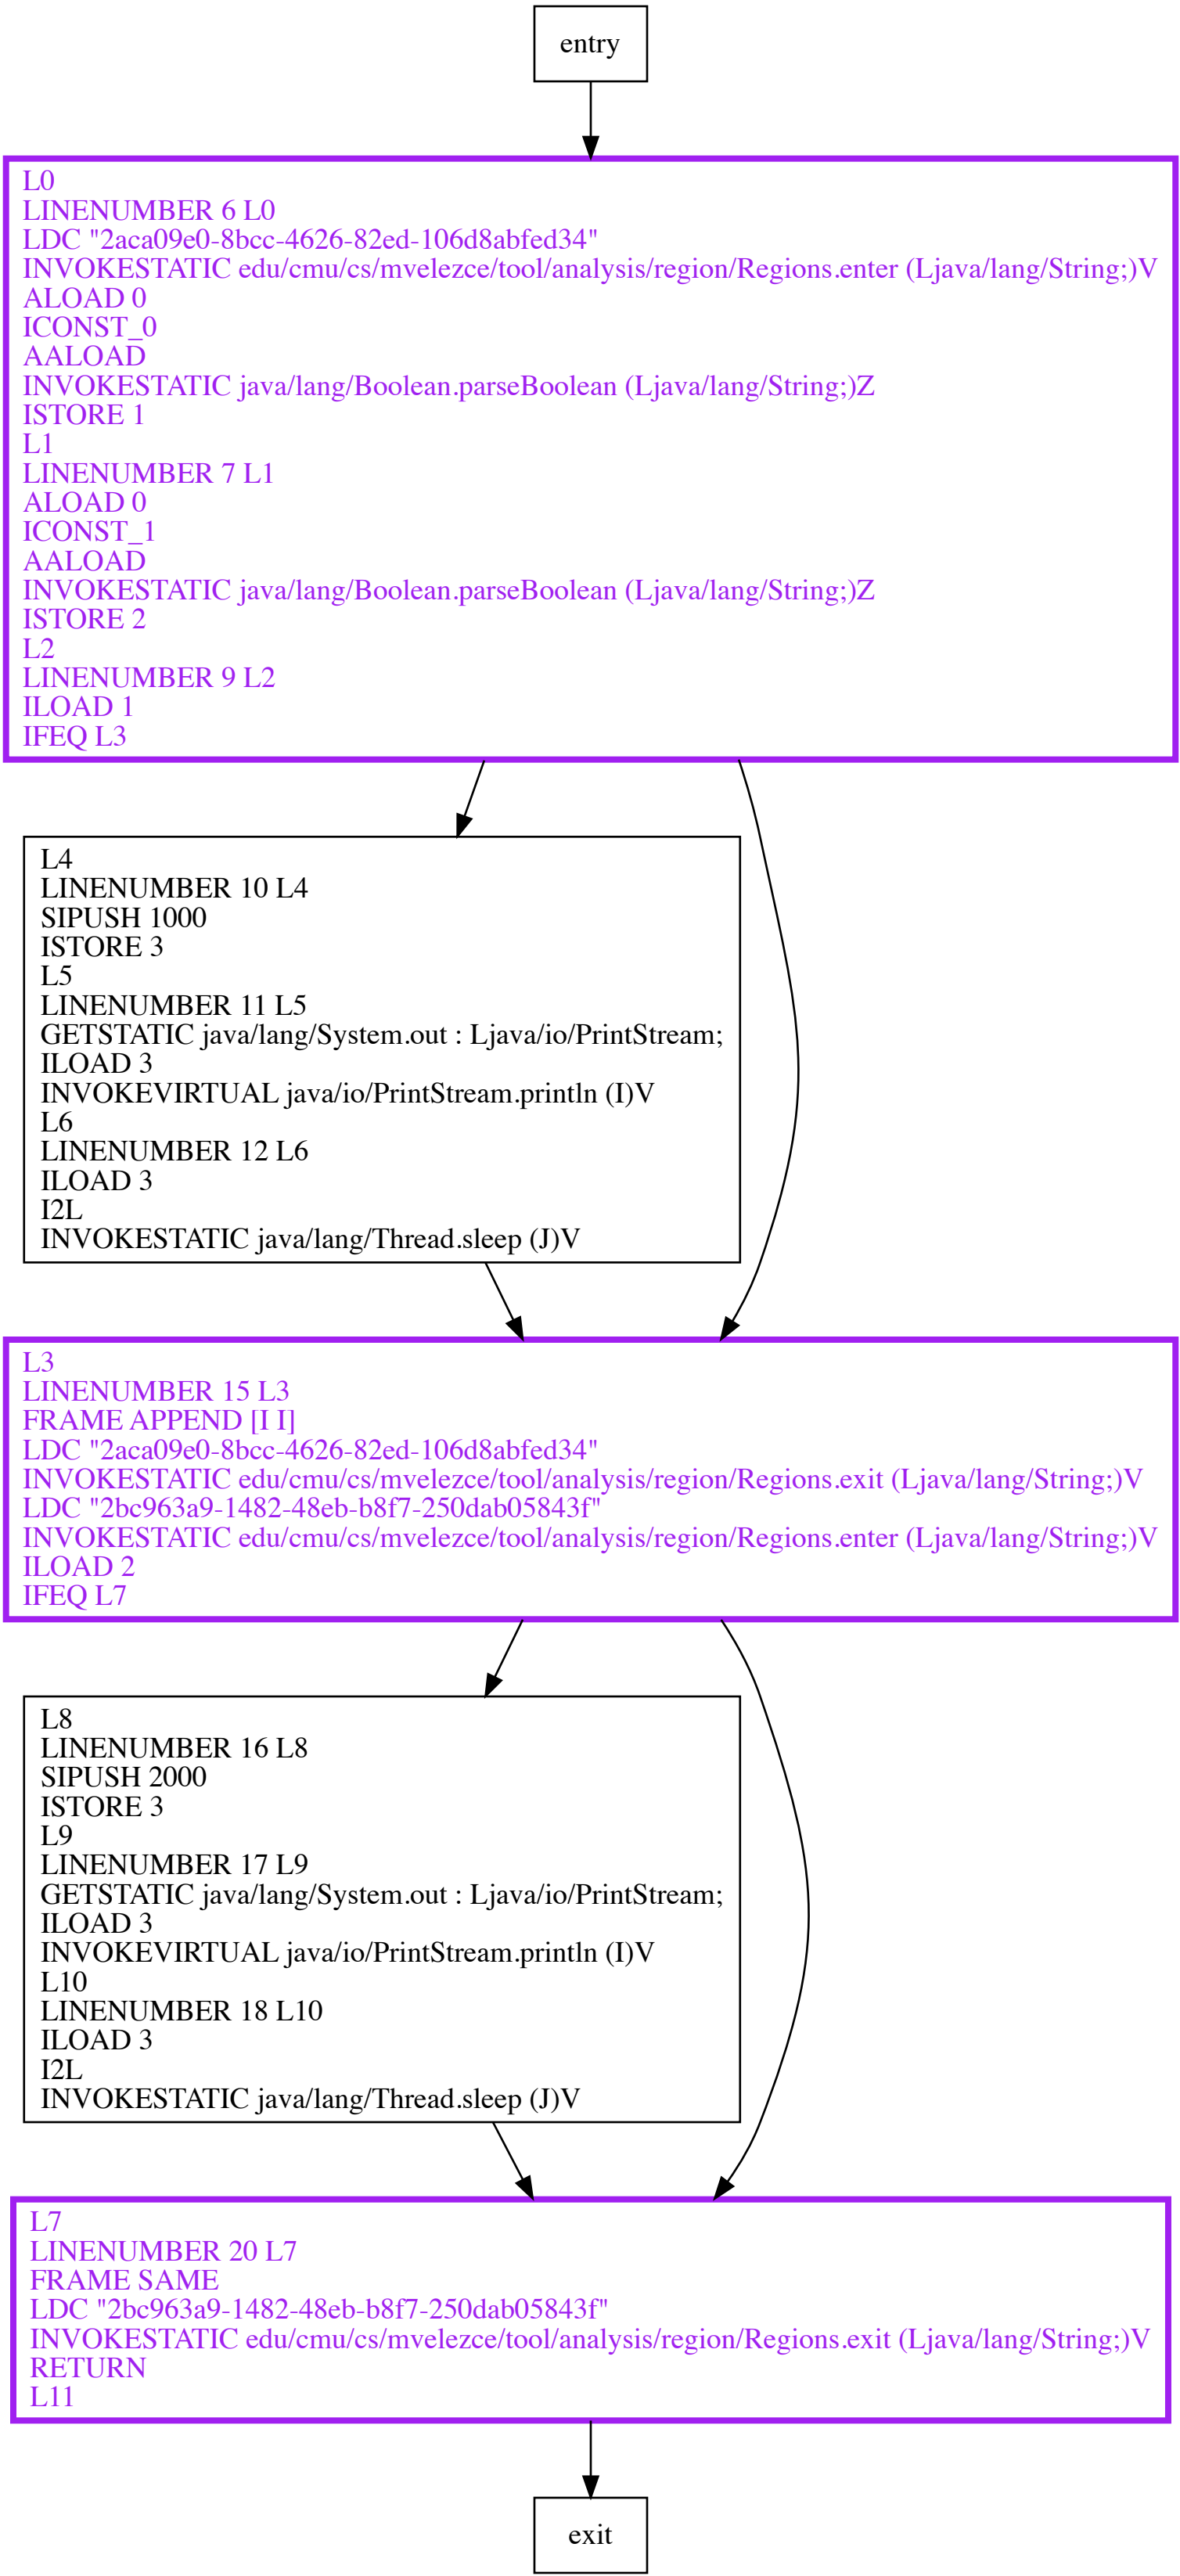 entry
L0
LINENUMBER 6 L0
LDC "2aca09e0-8bcc-4626-82ed-106d8abfed34"
INVOKESTATIC edu/cmu/cs/mvelezce/tool/analysis/region/Regions.enter (Ljava/lang/String;)V
ALOAD 0
ICONST_0
AALOAD
INVOKESTATIC java/lang/Boolean.parseBoolean (Ljava/lang/String;)Z
ISTORE 1
L1
LINENUMBER 7 L1
ALOAD 0
ICONST_1
AALOAD
INVOKESTATIC java/lang/Boolean.parseBoolean (Ljava/lang/String;)Z
ISTORE 2
L2
LINENUMBER 9 L2
ILOAD 1
IFEQ L3
L4
LINENUMBER 10 L4
SIPUSH 1000
ISTORE 3
L5
LINENUMBER 11 L5
GETSTATIC java/lang/System.out : Ljava/io/PrintStream;
ILOAD 3
INVOKEVIRTUAL java/io/PrintStream.println (I)V
L6
LINENUMBER 12 L6
ILOAD 3
I2L
INVOKESTATIC java/lang/Thread.sleep (J)V
L3
LINENUMBER 15 L3
FRAME APPEND [I I]
LDC "2aca09e0-8bcc-4626-82ed-106d8abfed34"
INVOKESTATIC edu/cmu/cs/mvelezce/tool/analysis/region/Regions.exit (Ljava/lang/String;)V
LDC "2bc963a9-1482-48eb-b8f7-250dab05843f"
INVOKESTATIC edu/cmu/cs/mvelezce/tool/analysis/region/Regions.enter (Ljava/lang/String;)V
ILOAD 2
IFEQ L7
L8
LINENUMBER 16 L8
SIPUSH 2000
ISTORE 3
L9
LINENUMBER 17 L9
GETSTATIC java/lang/System.out : Ljava/io/PrintStream;
ILOAD 3
INVOKEVIRTUAL java/io/PrintStream.println (I)V
L10
LINENUMBER 18 L10
ILOAD 3
I2L
INVOKESTATIC java/lang/Thread.sleep (J)V
L7
LINENUMBER 20 L7
FRAME SAME
LDC "2bc963a9-1482-48eb-b8f7-250dab05843f"
INVOKESTATIC edu/cmu/cs/mvelezce/tool/analysis/region/Regions.exit (Ljava/lang/String;)V
RETURN
L11
exit